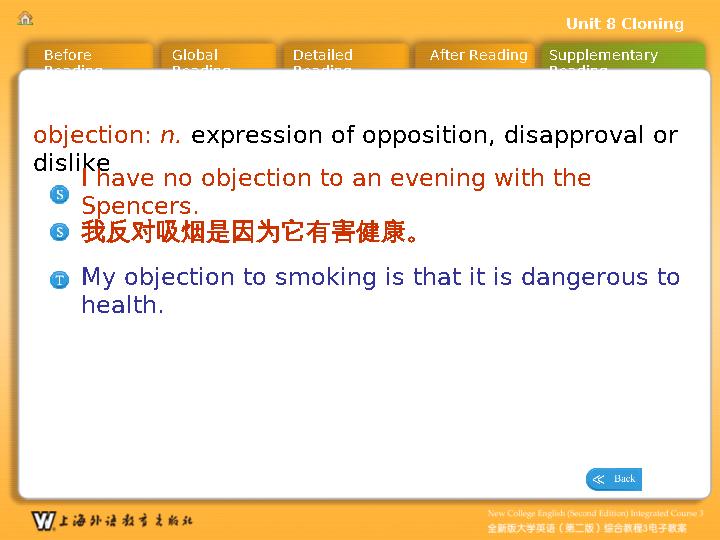 Unit 8 Cloning
Before
Reading
Global
Reading
Detailed
Reading
After Reading
Supplementary
Reading
objection: n. expression of opposition, disapproval or
dislike
I have no objection to an evening with the
Spencers.
S
S
我反对吸烟是因为它有害健康。
T
My objection to smoking is that it is dangerous to
health.
≪ Back
W 上海外语教育出版社
New College English (Second Edition) Integrated Course 3
全新版大学英语（第二版）综合教程3电子教案